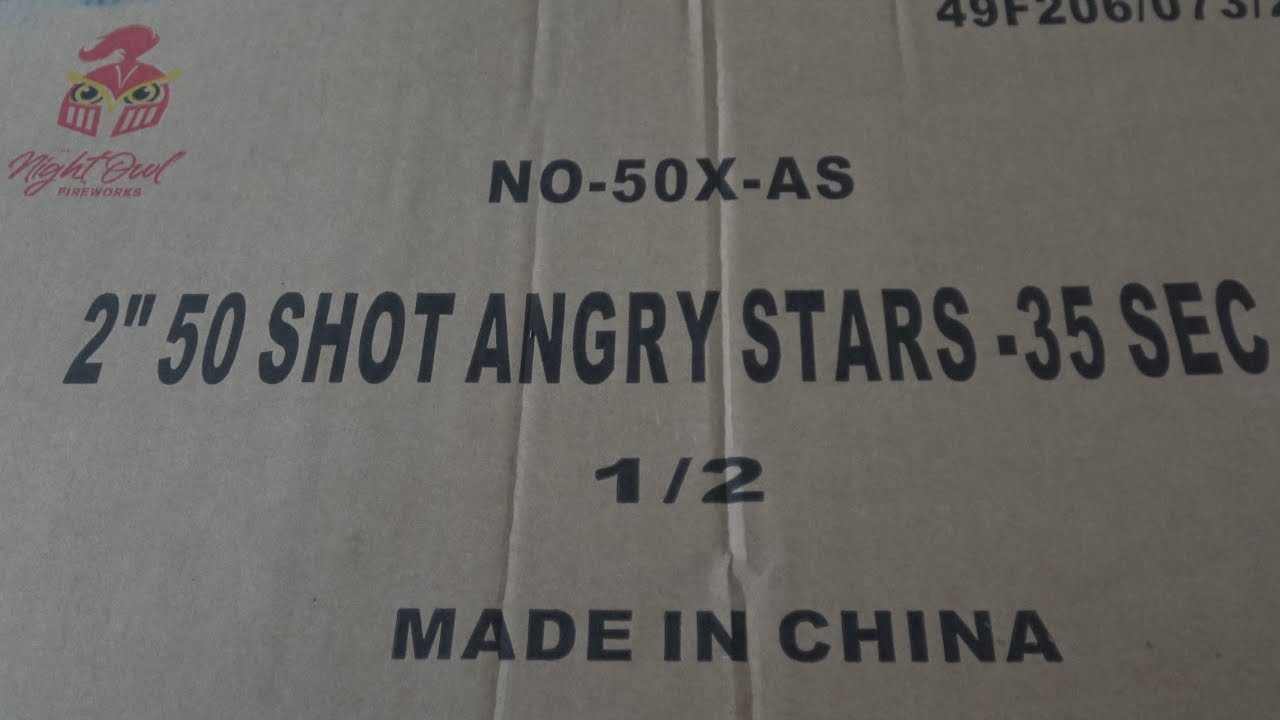 49F206/073/2
Night Owl
FIREWORKS
NO-50X-AS
2" 50 SHOT ANGRY STARS -35 SEC
1/2
MADE IN CHINA